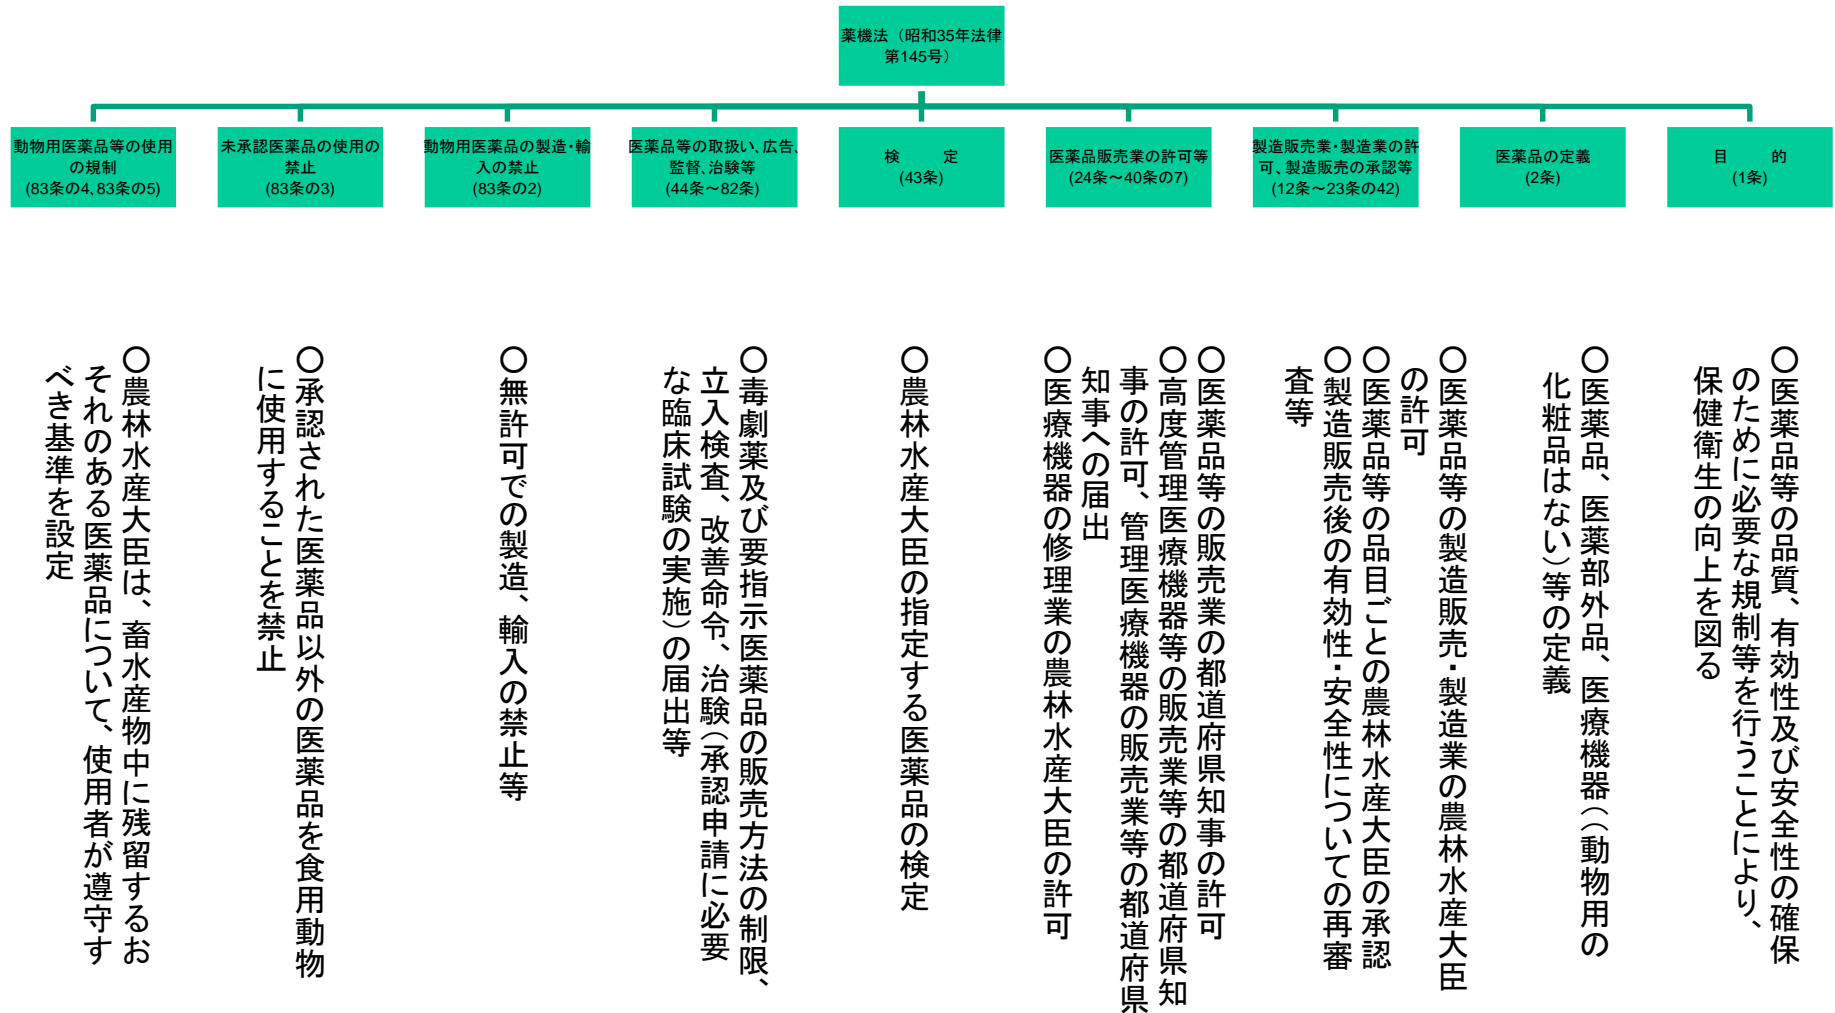 薬機法（昭和35年法律
第145号）
目　　的
(1条)
医薬品の定義
(2条)
製造販売業・製造業の許
可、製造販売の承認等
(12条～23条の42)
医薬品販売業の許可等
(24条～40条の7)
検　　定
(43条)
医薬品等の取扱い、広告、
監督、治験等
(44条～82条)
動物用医薬品の製造・輸
入の禁止
(83条の2)
未承認医薬品の使用の
禁止
(83条の3)
動物用医薬品等の使用
の規制
(83条の4、83条の5)
○医薬品等の品質、有効性及び安全性の確保
のために必要な規制等を行うことにより、
保健衛生の向上を図る
○医薬品、医薬部外品、医療機器（（動物用の
化粧品はない）等の定義
○医薬品等の製造販売・製造業の農林水産大臣
の許可
○医薬品等の品目ごとの農林水産大臣の承認
○製造販売後の有効性・安全性についての再審
査等
○医薬品等の販売業の都道府県知事の許可
○高度管理医療機器等の販売業等の都道府県知
事の許可、管理医療機器の販売業等の都道府県
知事への届出
○医療機器の修理業の農林水産大臣の許可
○農林水産大臣の指定する医薬品の検定
○毒劇薬及び要指示医薬品の販売方法の制限、
立入検査、改善命令、治験（承認申請に必要
な臨床試験の実施）の届出等
○無許可での製造、輸入の禁止等
○承認された医薬品以外の医薬品を食用動物
に使用することを禁止
○農林水産大臣は、畜水産物中に残留するお
それのある医薬品について、使用者が遵守す
べき基準を設定